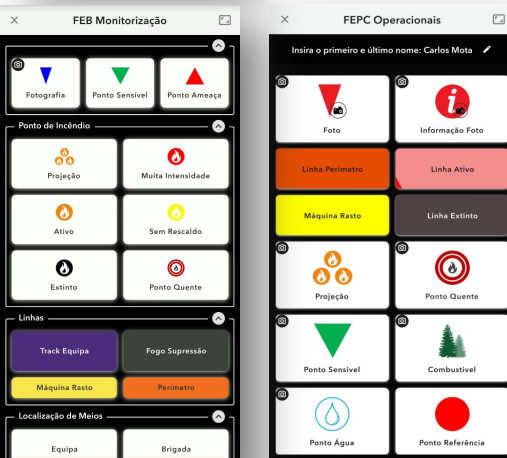 FEB Monitorização
Fotografia
Ponto Sensível
Ponto Ameaça
Ponto de Incêndio
Projeção
Muita Intensidade
Ativo
Sem Rescaldo
Extinto
Ponto Quente
Linhas
Track Equipa
Fogo Supressão
Máquina Rasto
Perímetro
Localização de Meios
Equipa
Brigada
FEPC Operacionais
Insira o primeiro e último nome: Carlos Mota
Foto
Informação Foto
Linha Perímetro
Linha Ativo
Máquina Rasto
Linha Extinto
Projeção
Ponto Quente
Ponto Sensível
Combustível
Ponto Água
Ponto Referência